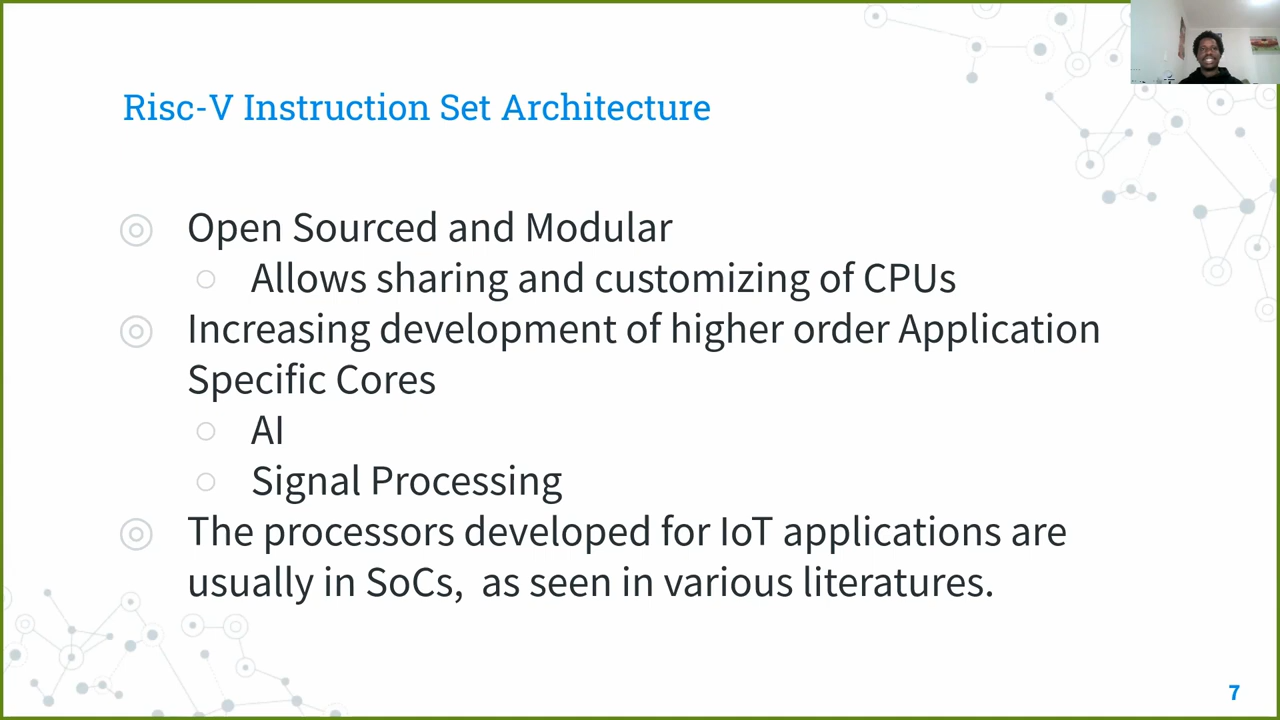 Risc-V Instruction Set Architecture
Open Sourced and Modular
Allows sharing and customizing of CPUs
Increasing development of higher order Application
Specific Cores
AI
Signal Processing
The processors developed for IoT applications are
usually in SoCs,  as seen in various literatures.
7